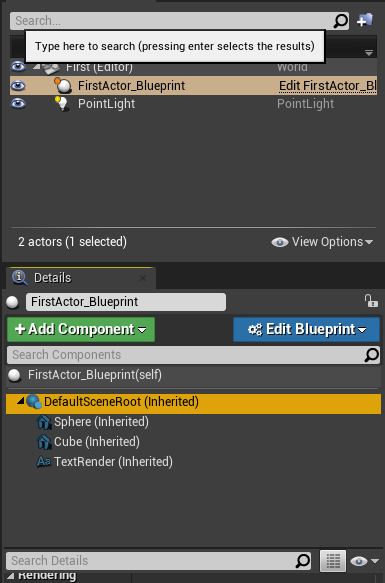 Search...
Type here to search (pressing enter selects the results)
First (Editor) World
FirstActor_Blueprint Edit FirstActor_Bl
PointLight PointLight
2 actors (1 selected) View Options
Details
FirstActor_Blueprint
+Add Component Edit Blueprint
Search Components
FirstActor_Blueprint(self)
DefaultSceneRoot (Inherited)
Sphere (Inherited)
Cube (Inherited)
Aa TextRender (Inherited)
Search Details
Rendering